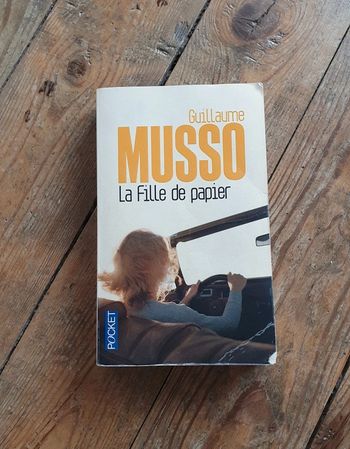 Guillaume
MUSSO
La Fille de papier
POCKET